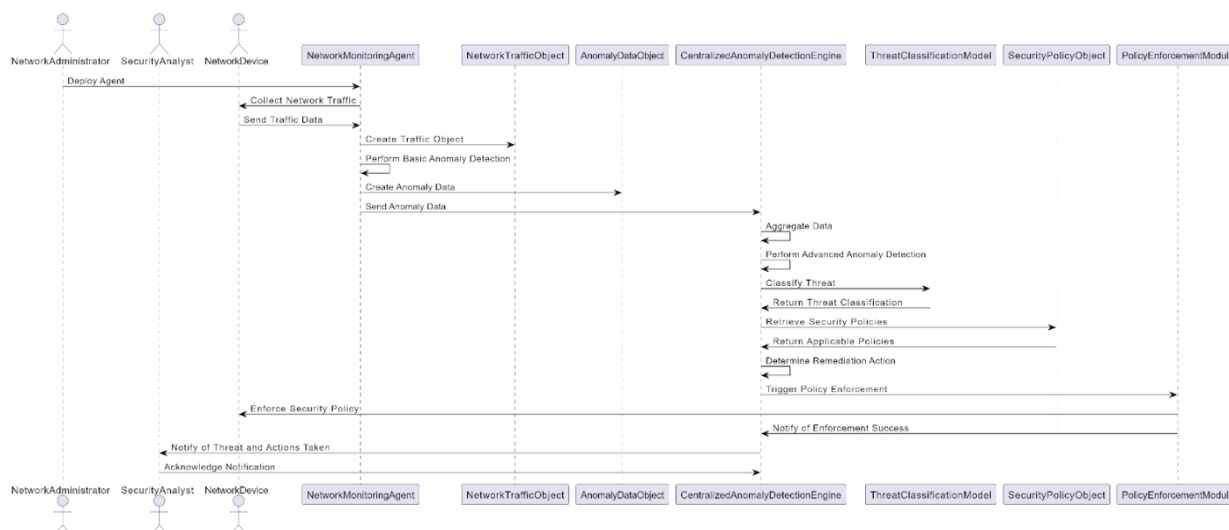 NetworkAdministrator SecurityAnalyst NetworkDevice NetworkMonitoringAgent NetworkTrafficObject AnomalyDataObject CentralizedAnomalyDetectionEngine ThreatClassificationModel SecurityPolicyObject PolicyEnforcementModul
Deploy Agent
Collect Network Traffic
Send Traffic Data
Create Traffic Object
Perform Basic Anomaly Detection
Create Anomaly Data
Send Anomaly Data
Aggregate Data
Perform Advanced Anomaly Detection
Classify Threat
Return Threat Classification
Retrieve Security Policies
Return Applicable Policies
Determine Remediation Action
Trigger Policy Enforcement
Enforce Security Policy
Notify of Enforcement Success
Notify of Threat and Actions Taken
Acknowledge Notification
NetworkAdministrator SecurityAnalyst NetworkDevice NetworkMonitoringAgent NetworkTrafficObject AnomalyDataObject CentralizedAnomalyDetectionEngine ThreatClassificationModel SecurityPolicyObject PolicyEnforcementModul